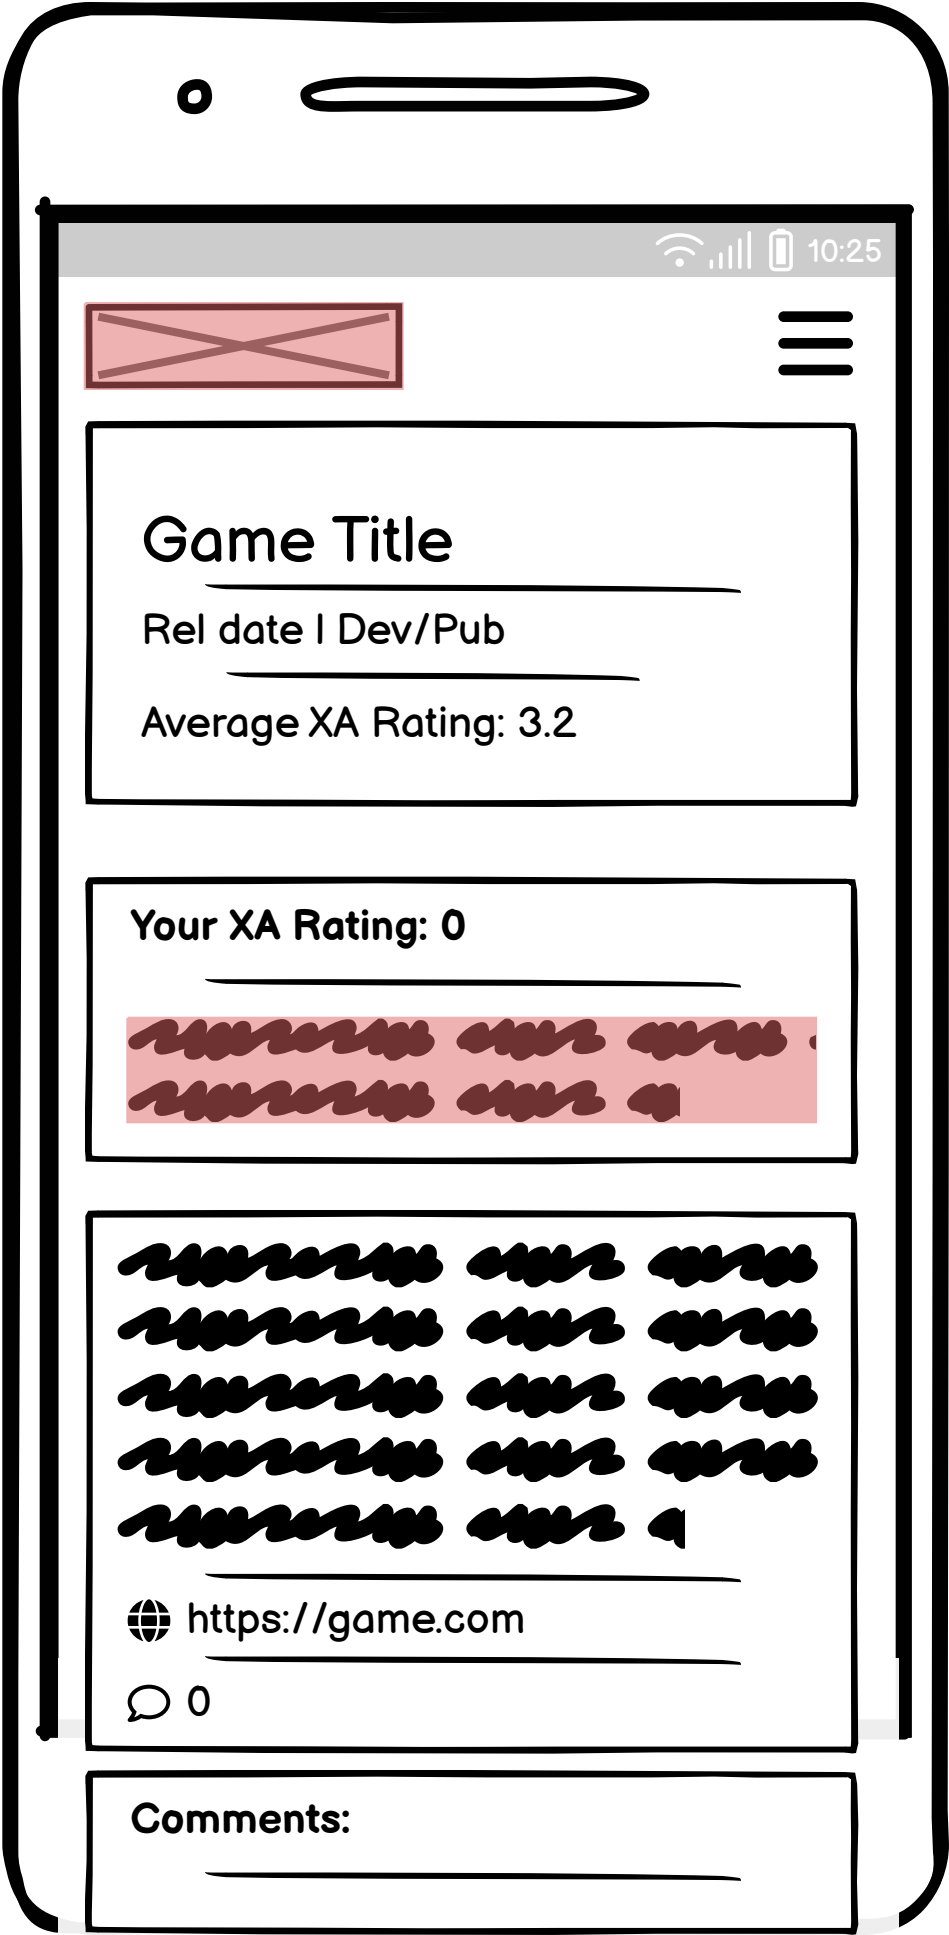 10:25
Game Title
Rel date | Dev/Pub
Average XA Rating: 3.2
Your XA Rating: 0
https://game.com
0
Comments: